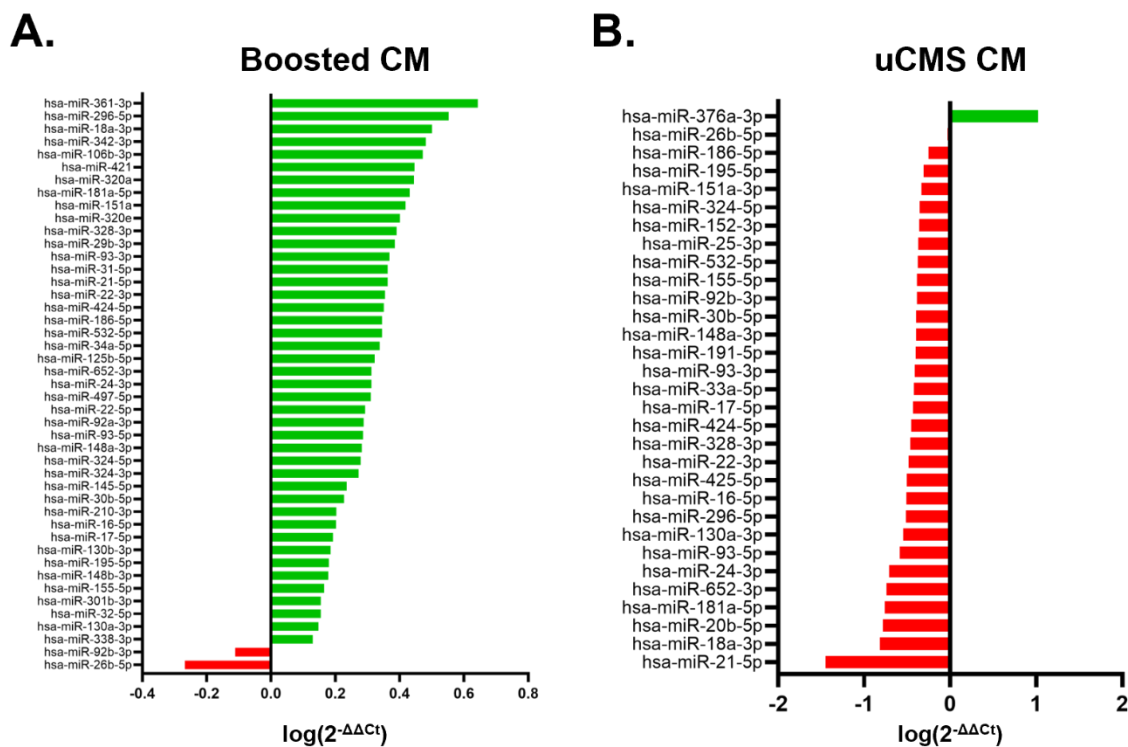 A.
Boosted CM
hsa-miR-361-3p
hsa-miR-296-5p
hsa-miR-18a-3p
hsa-miR-342-3p
hsa-miR-106b-3p
hsa-miR-421
hsa-miR-320a
hsa-miR-181a-5p
hsa-miR-151a
hsa-miR-320e
hsa-miR-328-3p
hsa-miR-29b-3p
hsa-miR-93-3p
hsa-miR-31-5p
hsa-miR-21-5p
hsa-miR-22-3p
hsa-miR-424-5p
hsa-miR-186-5p
hsa-miR-532-5p
hsa-miR-34a-5p
hsa-miR-125b-5p
hsa-miR-652-3p
hsa-miR-24-3p
hsa-miR-497-5p
hsa-miR-22-5p
hsa-miR-92a-3p
hsa-miR-93-5p
hsa-miR-148a-3p
hsa-miR-324-5p
hsa-miR-324-3p
hsa-miR-145-5p
hsa-miR-30b-5p
hsa-miR-210-3p
hsa-miR-16-5p
hsa-miR-17-5p
hsa-miR-130b-3p
hsa-miR-195-5p
hsa-miR-148b-3p
hsa-miR-155-5p
hsa-miR-301b-3p
hsa-miR-32-5p
hsa-miR-130a-3p
hsa-miR-338-3p
hsa-miR-92b-3p
hsa-miR-26b-5p
-0.4 -0.2 0.0 0.2 0.4 0.6 0.8
log(2-ΔΔCt)
B.
uCMS CM
hsa-miR-376a-3p
hsa-miR-26b-5p
hsa-miR-186-5p
hsa-miR-195-5p
hsa-miR-151a-3p
hsa-miR-324-5p
hsa-miR-152-3p
hsa-miR-25-3p
hsa-miR-532-5p
hsa-miR-155-5p
hsa-miR-92b-3p
hsa-miR-30b-5p
hsa-miR-148a-3p
hsa-miR-191-5p
hsa-miR-93-3p
hsa-miR-33a-5p
hsa-miR-17-5p
hsa-miR-424-5p
hsa-miR-328-3p
hsa-miR-22-3p
hsa-miR-425-5p
hsa-miR-16-5p
hsa-miR-296-5p
hsa-miR-130a-3p
hsa-miR-93-5p
hsa-miR-24-3p
hsa-miR-652-3p
hsa-miR-181a-5p
hsa-miR-20b-5p
hsa-miR-18a-3p
hsa-miR-21-5p
-2 -1 0 1 2
log(2-ΔΔCt)